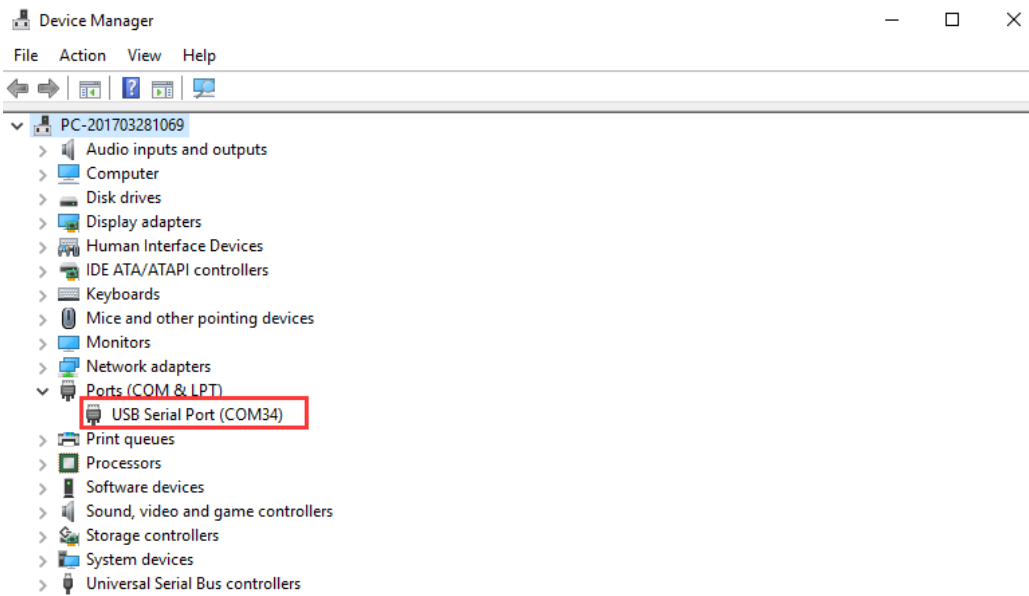 Device Manager
File Action View Help
PC-201703281069
Audio inputs and outputs
Computer
Disk drives
Display adapters
Human Interface Devices
IDE ATA/ATAPI controllers
Keyboards
Mice and other pointing devices
Monitors
Network adapters
Ports (COM & LPT)
USB Serial Port (COM34)
Print queues
Processors
Software devices
Sound, video and game controllers
Storage controllers
System devices
Universal Serial Bus controllers